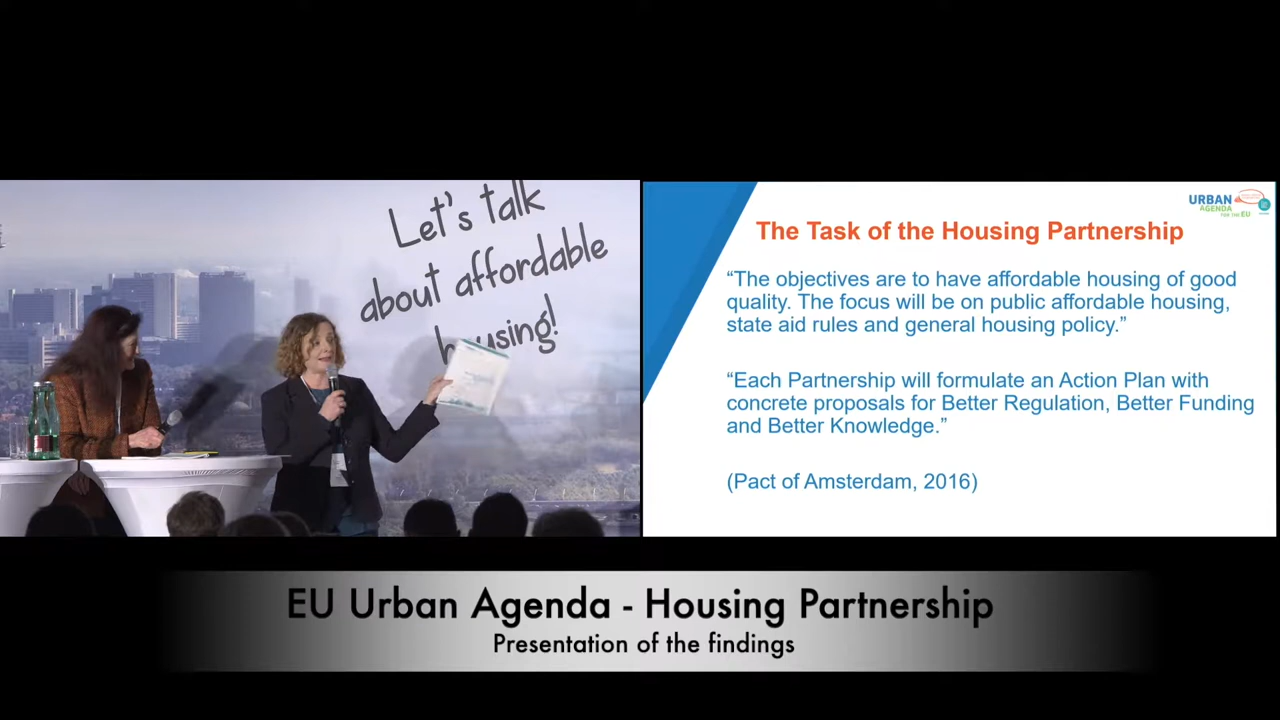 Let's talk
about affordable
housing!
URBAN
AGENDA
FOR THE EU
The Task of the Housing Partnership
“The objectives are to have affordable housing of good
quality. The focus will be on public affordable housing,
state aid rules and general housing policy.”
“Each Partnership will formulate an Action Plan with
concrete proposals for Better Regulation, Better Funding
and Better Knowledge.”
(Pact of Amsterdam, 2016)
EU Urban Agenda - Housing Partnership
Presentation of the findings